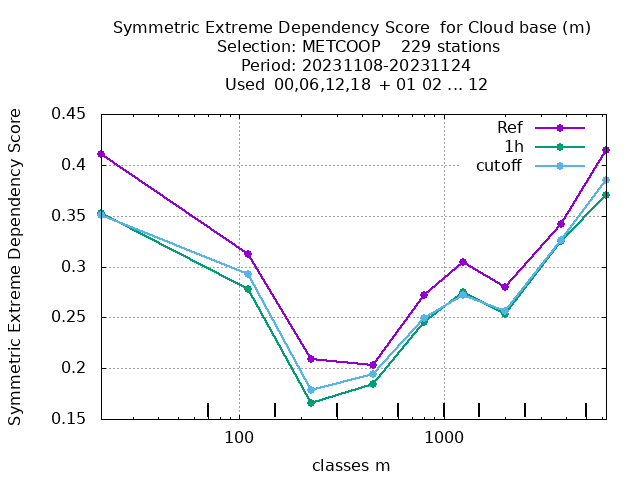 Symmetric Extreme Dependency Score  for Cloud base (m)
Selection: METCOOP    229 stations
Period: 20231108-20231124
Used  00,06,12,18 + 01 02 ... 12
Symmetric Extreme Dependency Score
0.45
0.4
0.35
0.3
0.25
0.2
0.15
Ref
1h
cutoff
100
1000
classes m